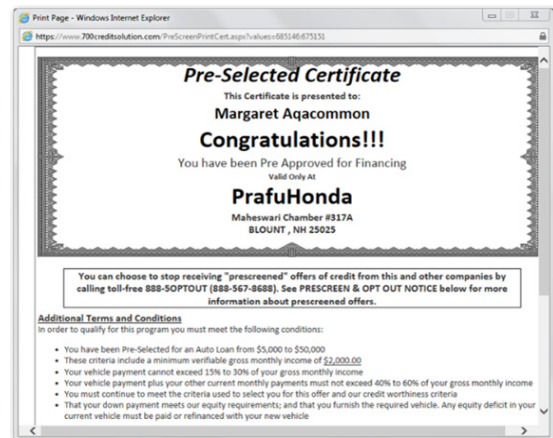 Print Page - Windows Internet Explorer
https://www.700creditsolution.com/PreScreenPrintCert.aspx?values=685146:675151
Pre-Selected Certificate
This Certificate is presented to:
Margaret Aqacommon
Congratulations!!!
You have been Pre Approved for Financing
Valid Only At
PrafuHonda
Maheswari Chamber #317A
BLOUNT , NH 25025
You can choose to stop receiving "prescreened" offers of credit from this and other companies by
calling toll-free 888-5OPTOUT (888-567-8688). See PRESCREEN & OPT OUT NOTICE below for more
information about prescreened offers.
Additional Terms and Conditions
In order to qualify for this program you must meet the following conditions:
• You have been Pre-Selected for an Auto Loan from $5,000 to $50,000
• These criteria include a minimum verifiable gross monthly income of $2,000.00
• Your vehicle payment cannot exceed 15% to 30% of your gross monthly income
• Your vehicle payment plus your other current monthly payments must not exceed 40% to 60% of your gross monthly income
• You must continue to meet the criteria used to select you for this offer and our credit worthiness criteria
• That your down payment meets our equity requirements; and that you furnish the required vehicle. Any equity deficit in your
current vehicle must be paid or refinanced with your new vehicle